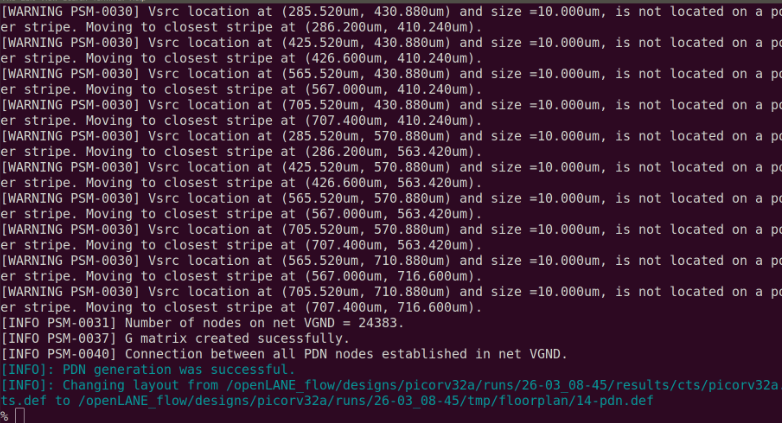 [WARNING PSM-0030] Vsrc location at (285.520um, 430.880um) and size =10.000um, is not located on a po
er stripe. Moving to closest stripe at (286.200um, 410.240um).
[WARNING PSM-0030] Vsrc location at (425.520um, 430.880um) and size =10.000um, is not located on a po
er stripe. Moving to closest stripe at (426.600um, 410.240um).
[WARNING PSM-0030] Vsrc location at (565.520um, 430.880um) and size =10.000um, is not located on a po
er stripe. Moving to closest stripe at (567.000um, 410.240um).
[WARNING PSM-0030] Vsrc location at (705.520um, 430.880um) and size =10.000um, is not located on a po
er stripe. Moving to closest stripe at (707.400um, 410.240um).
[WARNING PSM-0030] Vsrc location at (285.520um, 570.880um) and size =10.000um, is not located on a po
er stripe. Moving to closest stripe at (286.200um, 563.420um).
[WARNING PSM-0030] Vsrc location at (425.520um, 570.880um) and size =10.000um, is not located on a po
er stripe. Moving to closest stripe at (426.600um, 563.420um).
[WARNING PSM-0030] Vsrc location at (565.520um, 570.880um) and size =10.000um, is not located on a po
er stripe. Moving to closest stripe at (567.000um, 563.420um).
[WARNING PSM-0030] Vsrc location at (705.520um, 570.880um) and size =10.000um, is not located on a po
er stripe. Moving to closest stripe at (707.400um, 563.420um).
[WARNING PSM-0030] Vsrc location at (565.520um, 710.880um) and size =10.000um, is not located on a po
er stripe. Moving to closest stripe at (567.000um, 716.600um).
[WARNING PSM-0030] Vsrc location at (705.520um, 710.880um) and size =10.000um, is not located on a po
er stripe. Moving to closest stripe at (707.400um, 716.600um).
[INFO PSM-0031] Number of nodes on net VGND = 24383.
[INFO PSM-0037] G matrix created sucessfully.
[INFO PSM-0040] Connection between all PDN nodes established in net VGND.
[INFO]: PDN generation was successful.
[INFO]: Changing layout from /openLANE_flow/designs/picorv32a/runs/26-03_08-45/results/cts/picorv32a.
ts.def to /openLANE_flow/designs/picorv32a/runs/26-03_08-45/tmp/floorplan/14-pdn.def
%